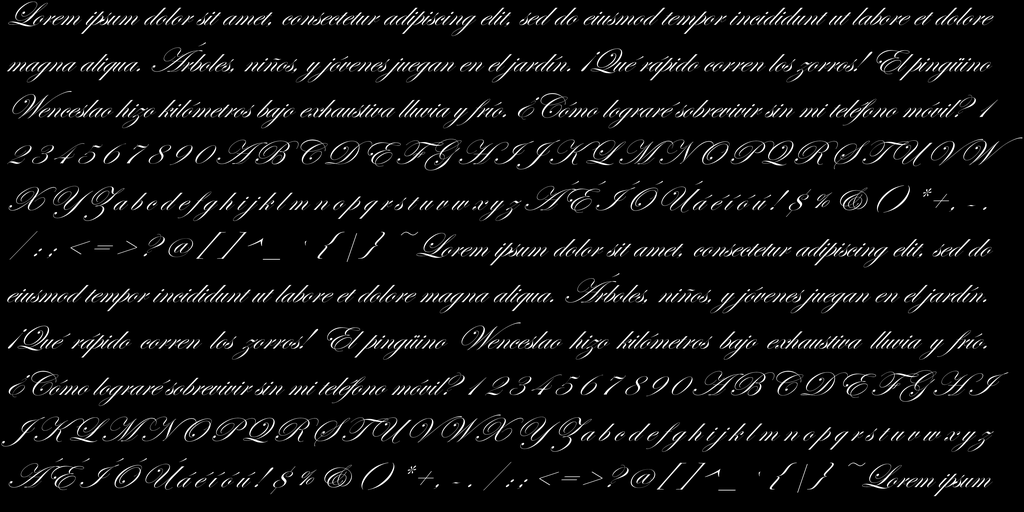 Lorem ipsum dolor sit amet, consectetur adipiscing elit, sed do eiusmod tempor incididunt ut labore et dolore
magna aliqua. Árboles, niños, y jóvenes juegan en el jardín. ¡Qué rápido corren los zorros! El pingüino
Wenceslao hizo kilómetros bajo exhaustiva lluvia y frío. ¿Cómo lograré sobrevivir sin mi teléfono móvil? 1
2 3 4 5 6 7 8 9 0 A B C D E F G H I J K L M N O P Q R S T U V W
X Y Z a b c d e f g h i j k l m n o p q r s t u v w x y z Á É Í Ó Ú á é í ó ú ! $ % & ( ) * + , - .
/ : ; < = > ? @ [ ] ^ _ ` { | } ~ Lorem ipsum dolor sit amet, consectetur adipiscing elit, sed do
eiusmod tempor incididunt ut labore et dolore magna aliqua. Árboles, niños, y jóvenes juegan en el jardín.
¡Qué rápido corren los zorros! El pingüino Wenceslao hizo kilómetros bajo exhaustiva lluvia y frío.
¿Cómo lograré sobrevivir sin mi teléfono móvil? 1 2 3 4 5 6 7 8 9 0 A B C D E F G H I
J K L M N O P Q R S T U V W X Y Z a b c d e f g h i j k l m n o p q r s t u v w x y z
Á É Í Ó Ú á é í ó ú ! $ % & ( ) * + , - . / : ; < = > ? @ [ ] ^ _ ` { | } ~ Lorem ipsum